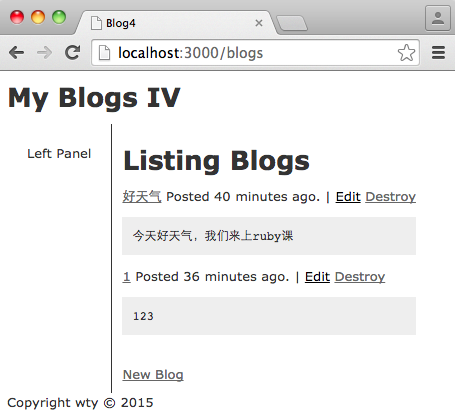 Blog4
localhost:3000/blogs
My Blogs IV
Left Panel
Listing Blogs
好天气 Posted 40 minutes ago. | Edit Destroy
今天好天气，我们来上ruby课
1 Posted 36 minutes ago. | Edit Destroy
123
New Blog
Copyright wty © 2015